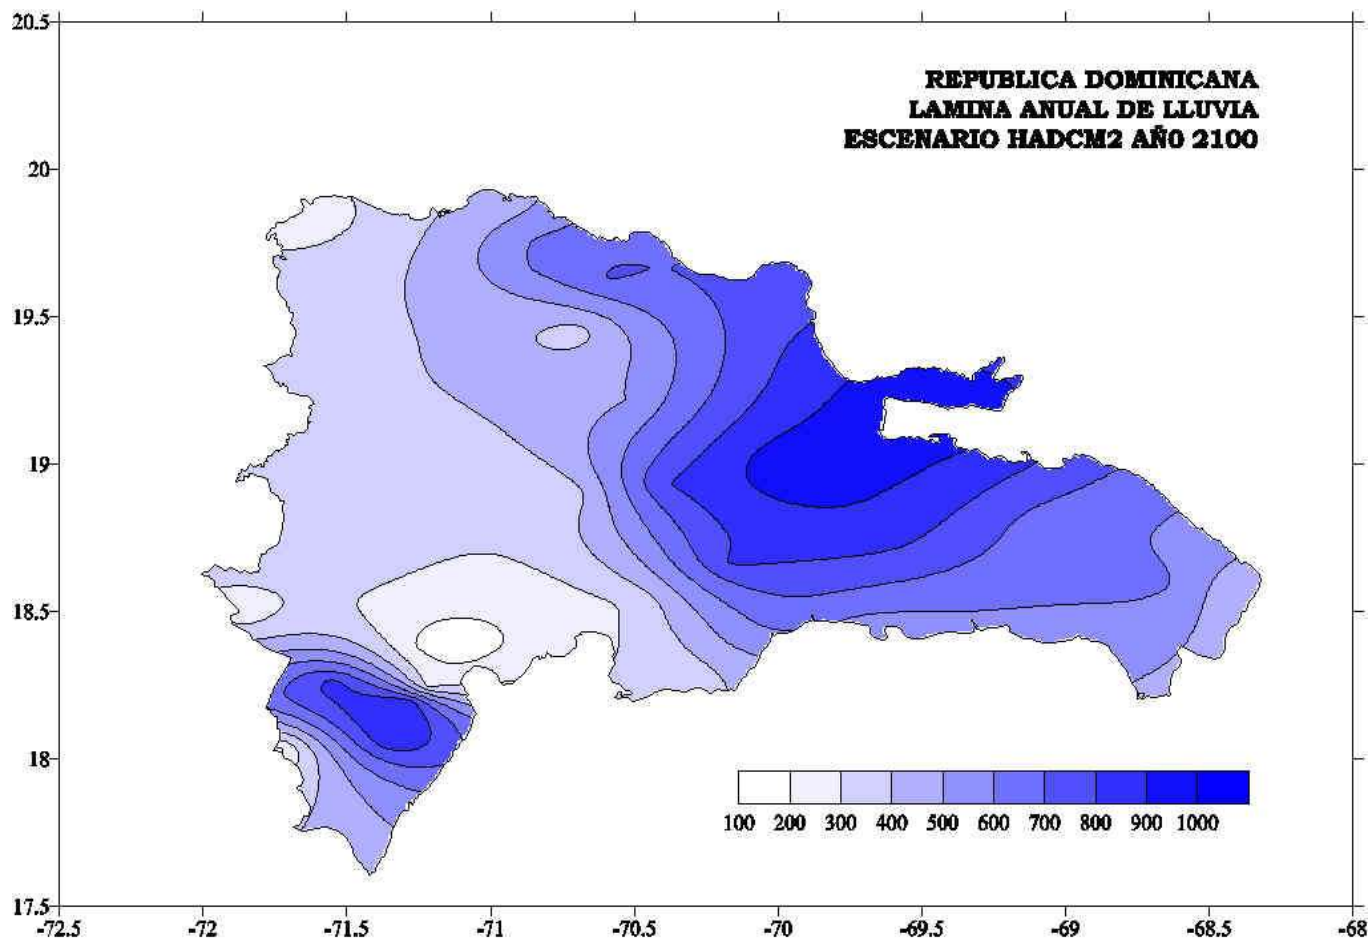 20.5
REPUBLICA DOMINICANA
LAMINA ANUAL DE LLUVIA
ESCENARIO HADCM2 AÑO 2100
20
19.5
19
18.5
18
100 200 300 400 500 600 700 800 900 1000
17.5
-72.5 -72 -71.5 -71 -70.5 -70 -69.5 -69 -68.5 -68